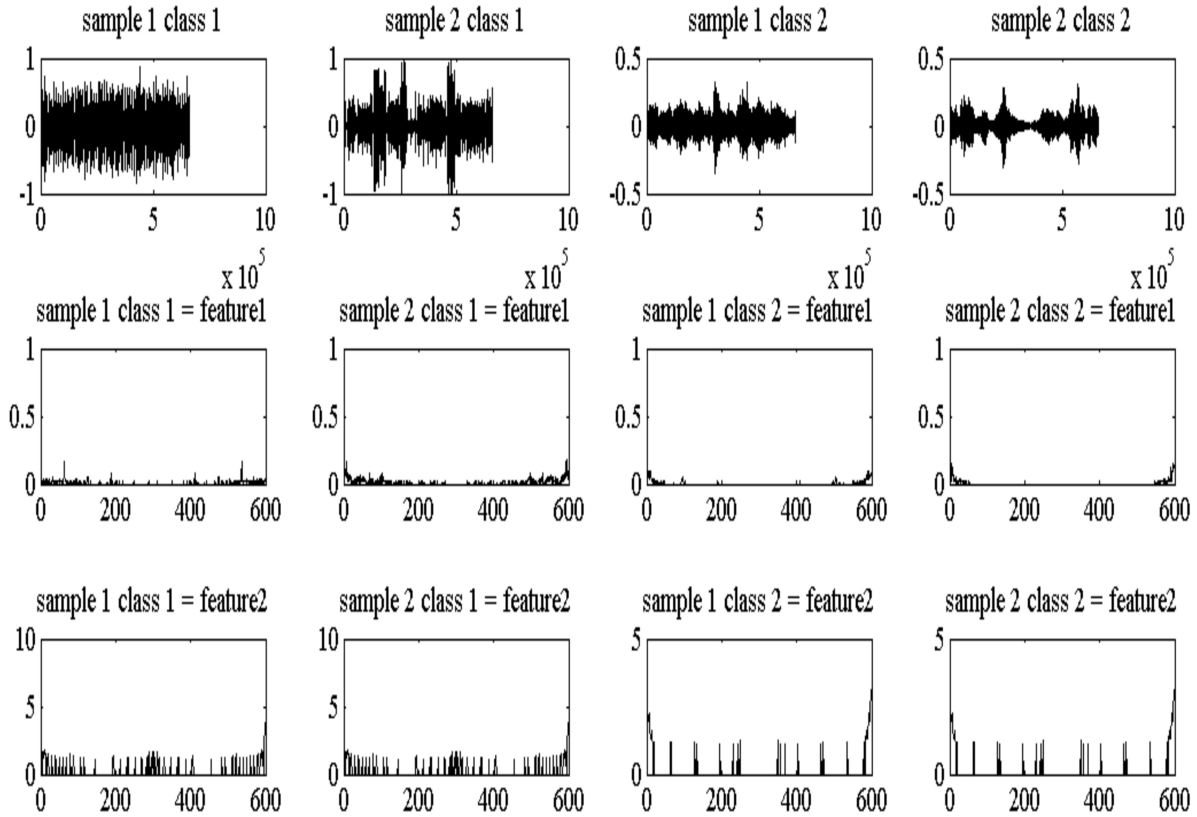 sample 1 class 1
sample 2 class 1
sample 1 class 2
sample 2 class 2
1
0
-1
0 5 10
x 10^5
1
0
-1
0 5 10
x 10^5
0.5
0
-0.5
0 5 10
x 10^5
0.5
0
-0.5
0 5 10
x 10^5
sample 1 class 1 = feature1
sample 2 class 1 = feature1
sample 1 class 2 = feature1
sample 2 class 2 = feature1
1
0.5
0
0 200 400 600
1
0.5
0
0 200 400 600
1
0.5
0
0 200 400 600
1
0.5
0
0 200 400 600
sample 1 class 1 = feature2
sample 2 class 1 = feature2
sample 1 class 2 = feature2
sample 2 class 2 = feature2
10
5
0
0 200 400 600
10
5
0
0 200 400 600
5
0
0 200 400 600
5
0
0 200 400 600